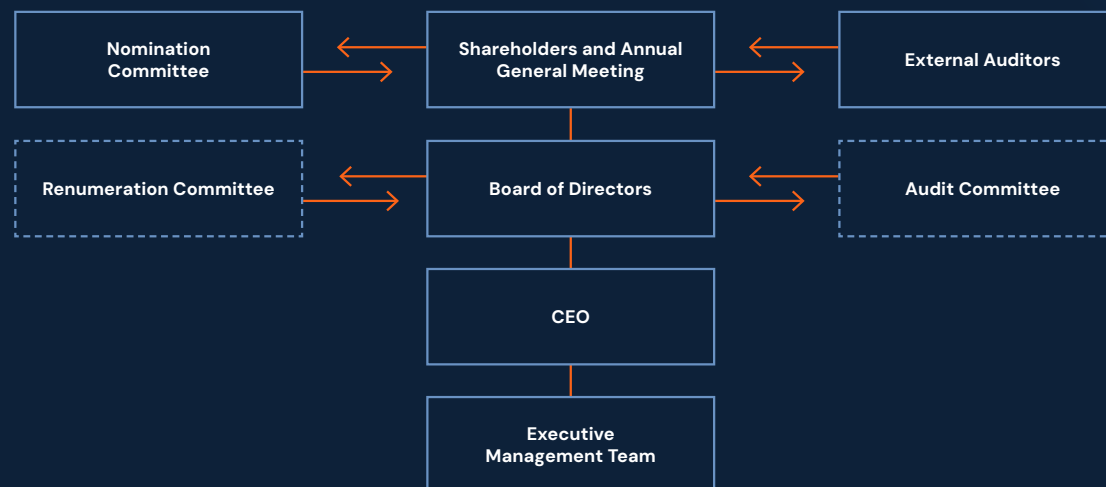 Nomination
Committee
Shareholders and Annual
General Meeting
External Auditors
Renumeration Committee
Board of Directors
Audit Committee
CEO
Executive
Management Team